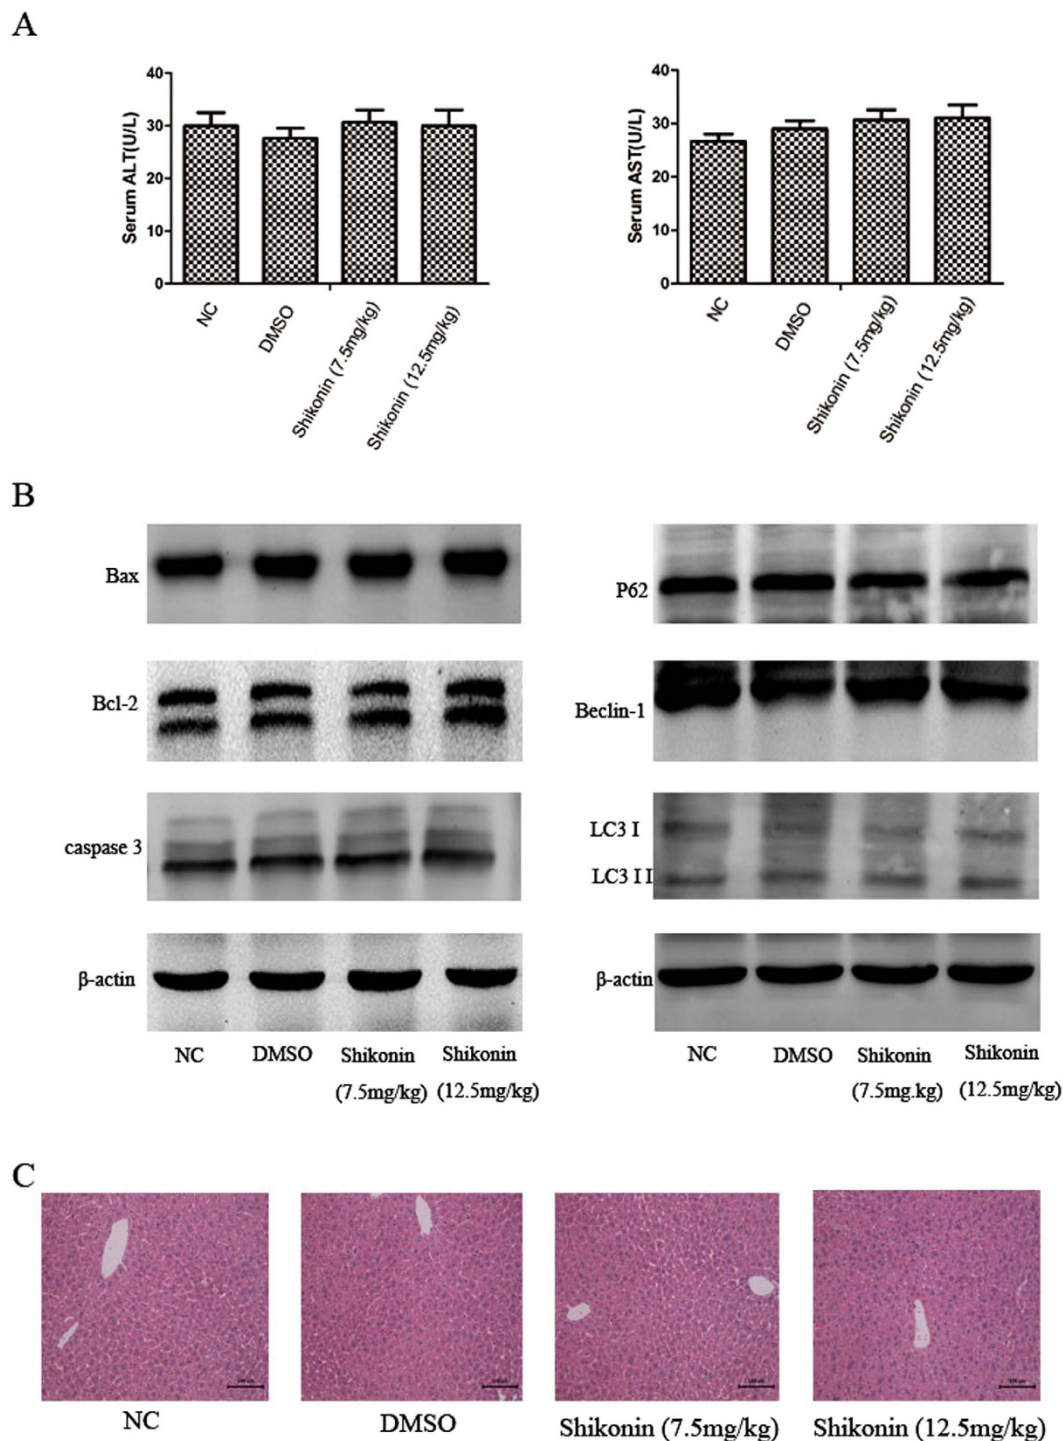 A
Serum ALT(U/L)
40
30
20
10
0
NC
DMSO
Shikonin (7.5mg/kg)
Shikonin (12.5mg/kg)
Serum AST(U/L)
40
30
20
10
0
NC
DMSO
Shikonin (7.5mg/kg)
Shikonin (12.5mg/kg)
B
Bax
Bcl-2
caspase 3
β-actin
NC DMSO Shikonin Shikonin
(7.5mg/kg) (12.5mg/kg)
P62
Beclin-1
LC3 I
LC3 I I
β-actin
NC DMSO Shikonin Shikonin
(7.5mg.kg) (12.5mg/kg)
C
NC
DMSO
Shikonin (7.5mg/kg)
Shikonin (12.5mg/kg)